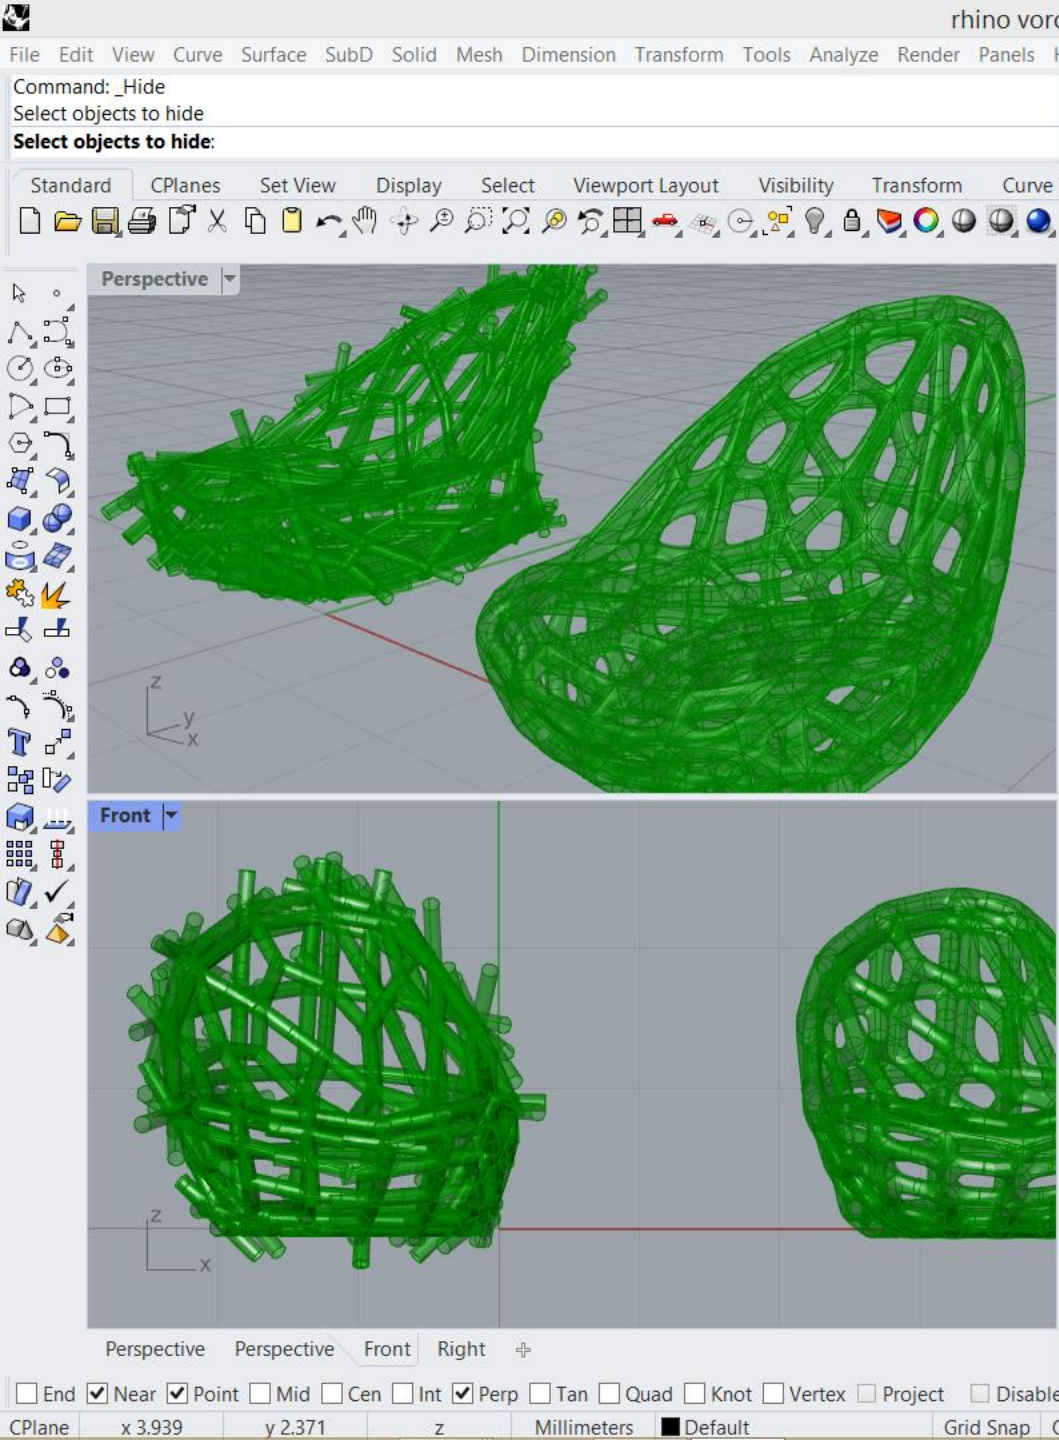 rhino voro
File Edit View Curve Surface SubD Solid Mesh Dimension Transform Tools Analyze Render Panels
Command: _Hide
Select objects to hide
Select objects to hide:
Standard CPlanes Set View Display Select Viewport Layout Visibility Transform Curve
Perspective
z
y
x
Front
z
x
Perspective Perspective Front Right
End Near Point Mid Cen Int Perp Tan Quad Knot Vertex Project Disable
CPlane x 3.939 y 2.371 z Millimeters Default Grid Snap